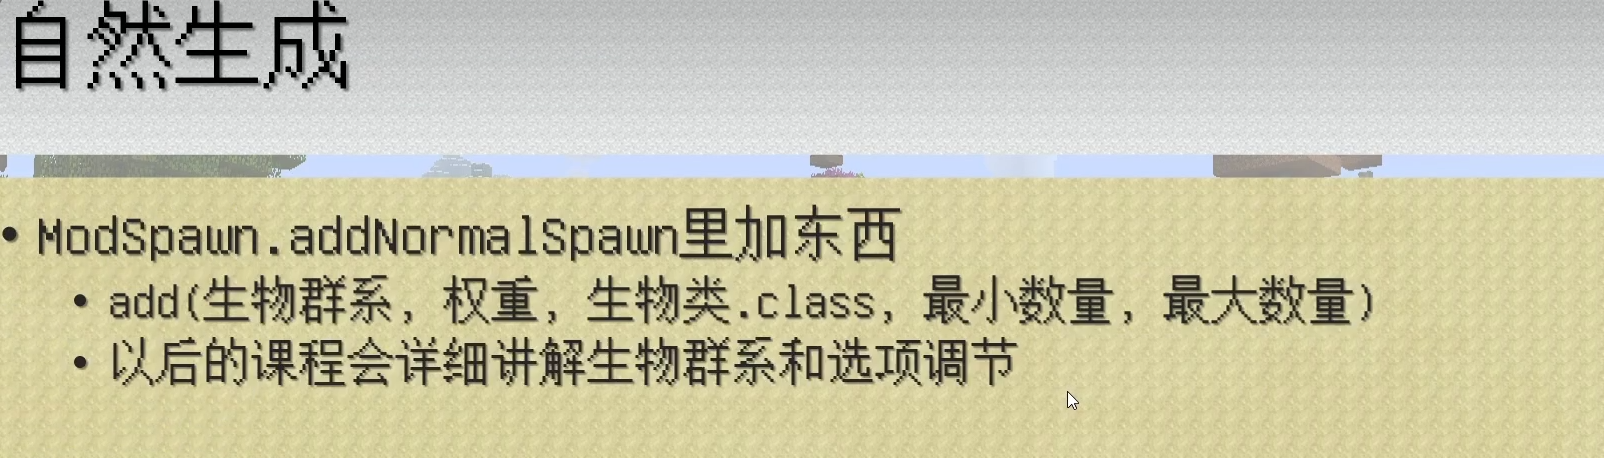 自然生成
• ModSpawn.addNormalSpawn里加东西
• add(生物群系, 权重, 生物类.class, 最小数量, 最大数量)
• 以后的课程会详细讲解生物群系和选项调节